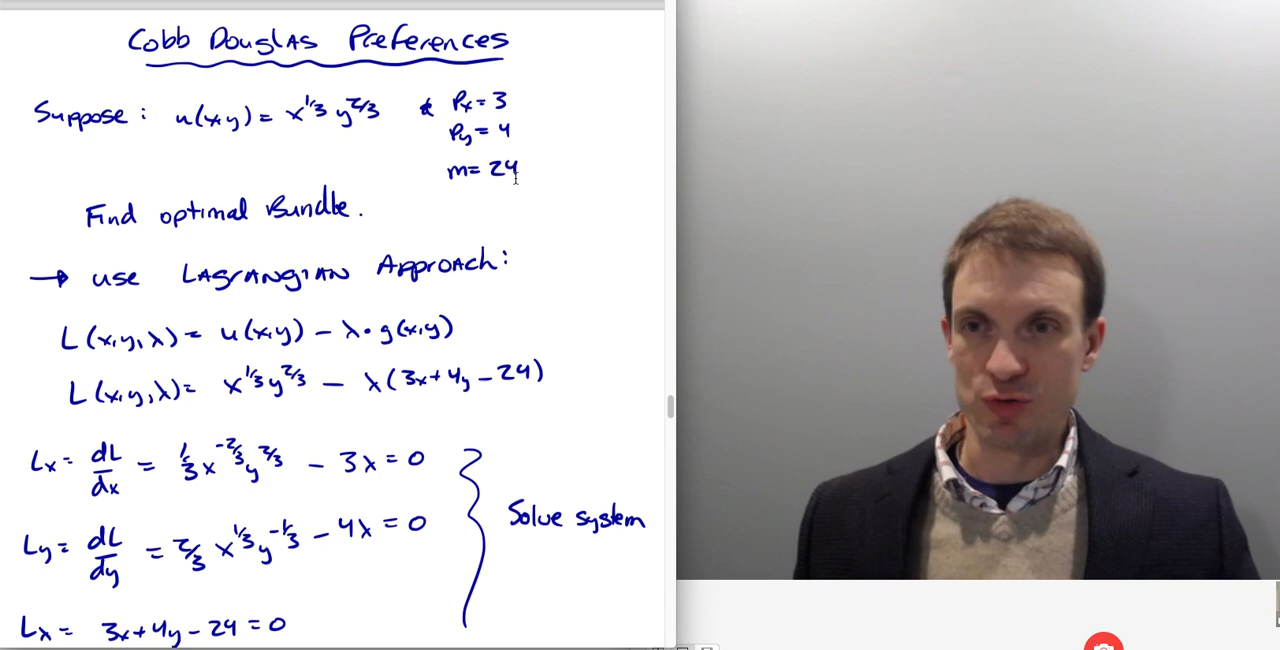 Cobb Douglas Preferences
Suppose: u(x,y) = x^1/3 y^2/3 & Px = 3
Py = 4
m = 24
Find optimal Bundle.
→ use Lagrangian Approach:
L(x,y,λ) = u(x,y) − λ·g(x,y)
L(x,y,λ) = x^1/3 y^2/3 − λ(3x+4y−24)
Lx = dL/dx = 1/3 x^-2/3 y^2/3 − 3λ = 0
Ly = dL/dy = 2/3 x^1/3 y^-1/3 − 4λ = 0
Solve system
Lλ = 3x+4y−24 = 0